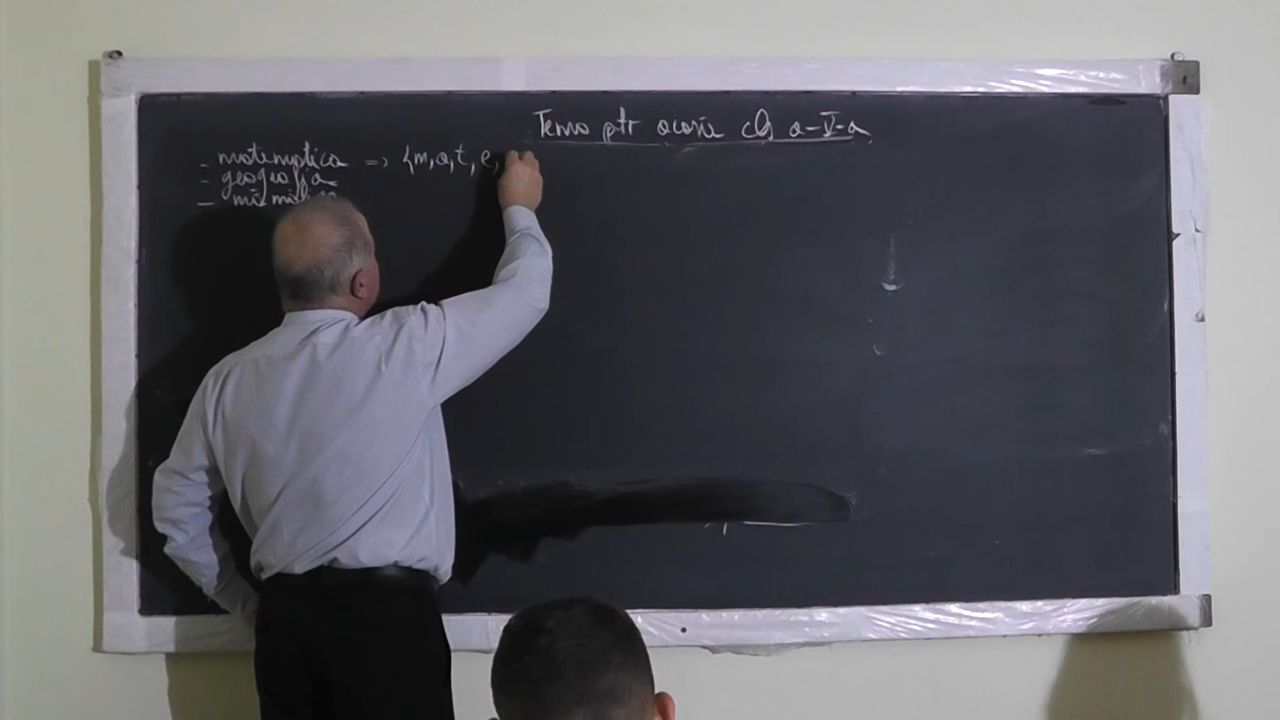 Tema ptr acasă cls a-V-a
- matematica => {m,a,t,e,
- geografia
-